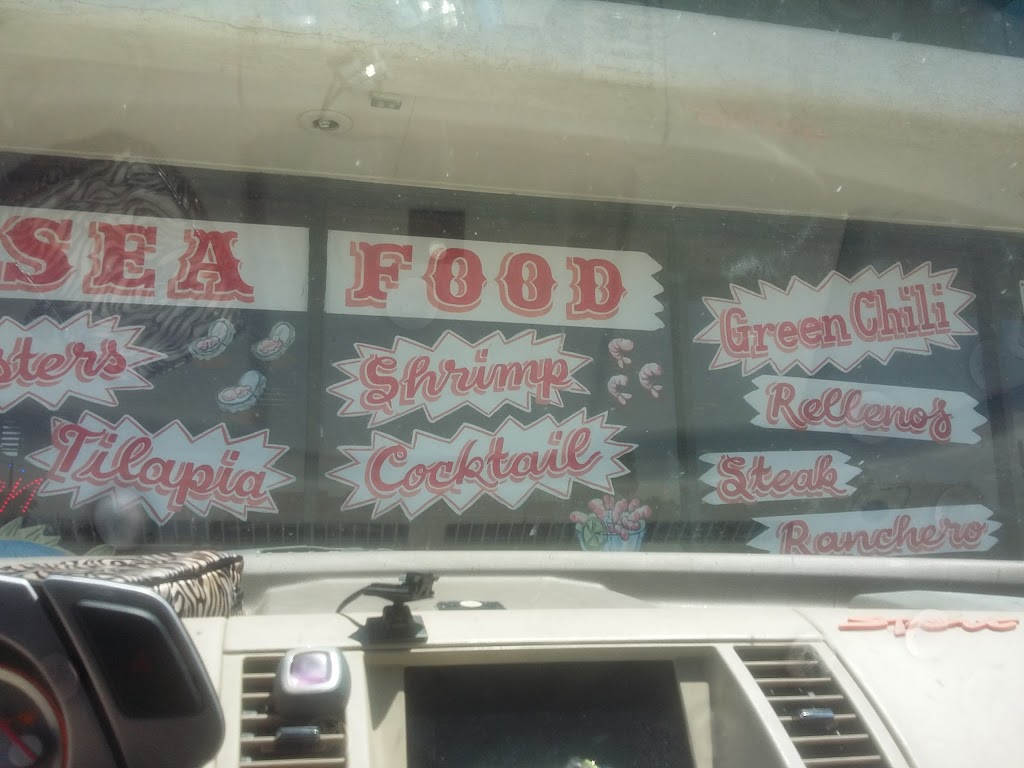 SEA FOOD
sters
Shrimp
Green Chili
Rellenos
Tilapia
Cocktail
Steak
Ranchero